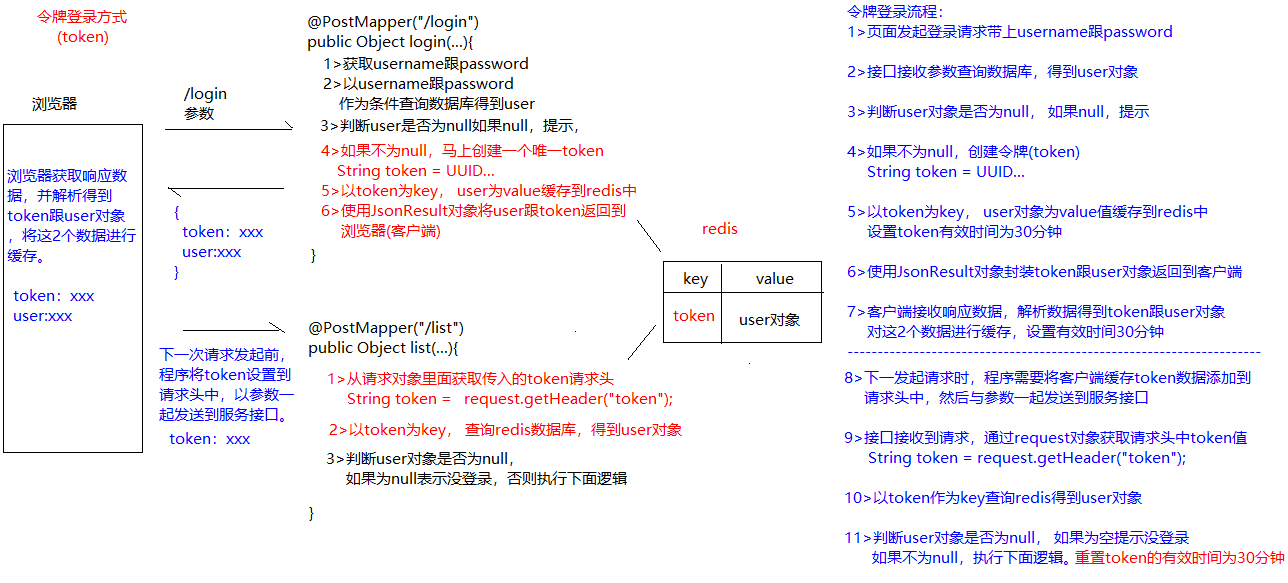 令牌登录方式
(token)
浏览器
浏览器获取响应数
据，并解析得到
token跟user对象
，将这2个数据进行
缓存。
token：xxx
user:xxx
/login
参数
{
token：xxx
user:xxx
}
下一次请求发起前，
程序将token设置到
请求头中，以参数一
起发送到服务接口。
token：xxx
@PostMapper("/login")
public Object login(...){
1>获取username跟password
2>以username跟password
作为条件查询数据库得到user
3>判断user是否为null如果null，提示，
4>如果不为null，马上创建一个唯一token
String token = UUID...
5>以token为key， user为value缓存到redis中
6>使用JsonResult对象将user跟token返回到
浏览器(客户端)
}
@PostMapper("/list")
public Object list(...){
1>从请求对象里面获取传入的token请求头
String token =   request.getHeader("token");
2>以token为key， 查询redis数据库，得到user对象
3>判断user对象是否为null，
如果为null表示没登录，否则执行下面逻辑
}
redis
key value
token user对象
令牌登录流程：
1>页面发起登录请求带上username跟password
2>接口接收参数查询数据库，得到user对象
3>判断user对象是否为null， 如果null，提示
4>如果不为null，创建令牌(token)
String token = UUID...
5>以token为key， user对象为value值缓存到redis中
设置token有效时间为30分钟
6>使用JsonResult对象封装token跟user对象返回到客户端
7>客户端接收响应数据，解析数据得到token跟user对象
对这2个数据进行缓存，设置有效时间30分钟
---------------------------------------------------------------------
8>下一发起请求时，程序需要将客户端缓存token数据添加到
请求头中，然后与参数一起发送到服务接口
9>接口接收到请求，通过request对象获取请求头中token值
String token = request.getHeader("token");
10>以token作为key查询redis得到user对象
11>判断user对象是否为null， 如果为空提示没登录
如果不为null，执行下面逻辑。重置token的有效时间为30分钟